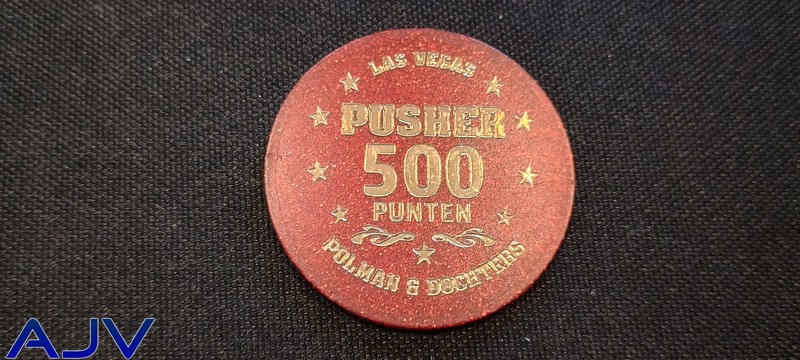 LAS VEGAS
PUSHER
500
PUNTEN
POLMAN & DOCHTERS
AJV